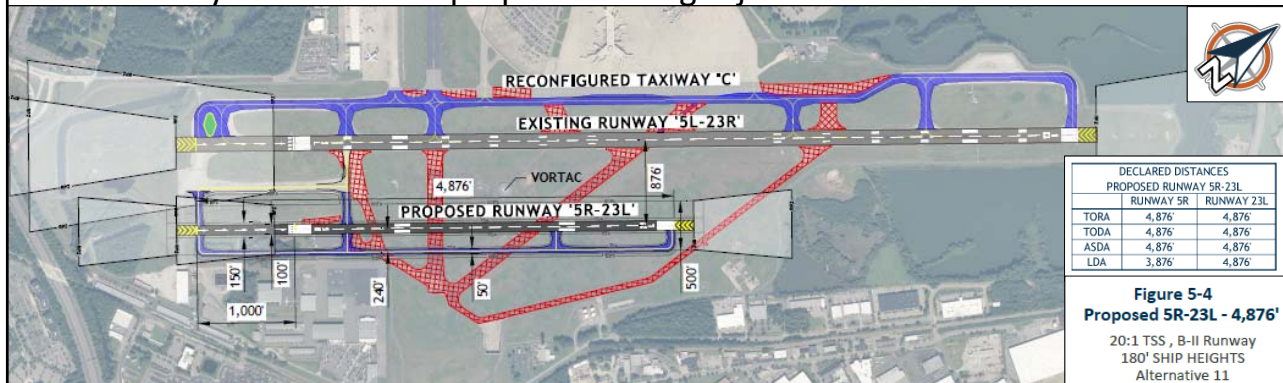 RECONFIGURED TAXIWAY "C"
EXISTING RUNWAY '5L-23R'
VORTAC
4,876'
876'
PROPOSED RUNWAY '5R-23L'
150'
100'
240'
50'
500'
1,000'
DECLARED DISTANCES
PROPOSED RUNWAY 5R-23L
RUNWAY 5R RUNWAY 23L
TORA 4,876' 4,876'
TODA 4,876' 4,876'
ASDA 4,876' 4,876'
LDA 3,876' 4,876'
Figure 5-4
Proposed 5R-23L - 4,876'
20:1 TSS , B-II Runway
180' SHIP HEIGHTS
Alternative 11